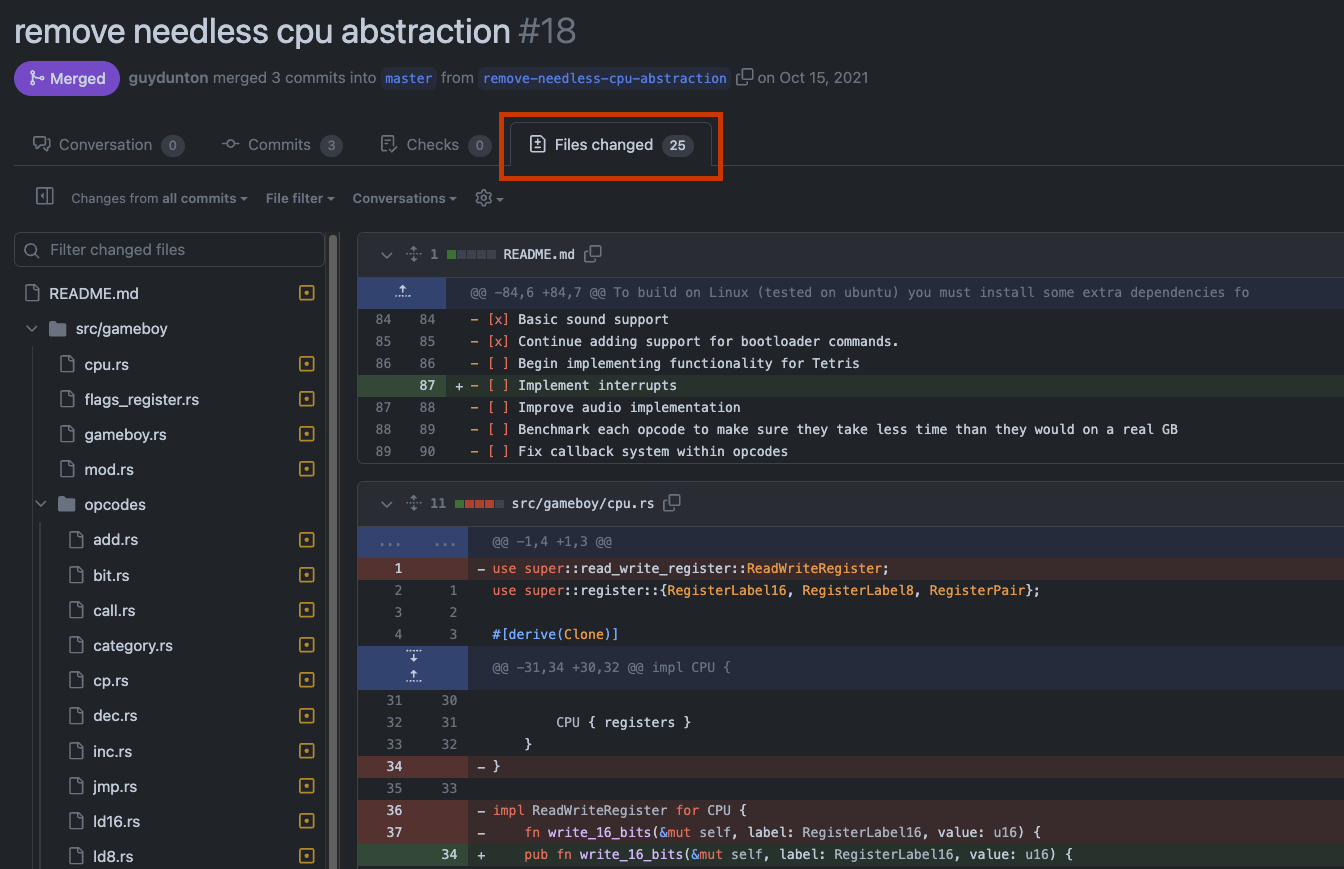 remove needless cpu abstraction #18
Merged guydunton merged 3 commits into master from remove-needless-cpu-abstraction on Oct 15, 2021
Conversation 0 Commits 3 Checks 0 Files changed 25
Changes from all commits File filter Conversations
Filter changed files
README.md
src/gameboy
cpu.rs
flags_register.rs
gameboy.rs
mod.rs
opcodes
add.rs
bit.rs
call.rs
category.rs
cp.rs
dec.rs
inc.rs
jmp.rs
ld16.rs
ld8.rs
1 README.md
@@ -84,6 +84,7 @@ To build on Linux (tested on ubuntu) you must install some extra dependencies fo
84 84 - [x] Basic sound support
85 85 - [x] Continue adding support for bootloader commands.
86 86 - [ ] Begin implementing functionality for Tetris
87 + - [ ] Implement interrupts
87 88 - [ ] Improve audio implementation
88 89 - [ ] Benchmark each opcode to make sure they take less time than they would on a real GB
89 90 - [ ] Fix callback system within opcodes
11 src/gameboy/cpu.rs
... ... @@ -1,4 +1,3 @@
1 - use super::read_write_register::ReadWriteRegister;
2 1 use super::register::{RegisterLabel16, RegisterLabel8, RegisterPair};
3 2
4 3 #[derive(Clone)]
@@ -31,34 +30,32 @@ impl CPU {
31 30
32 31 CPU { registers }
33 32 }
34 - }
35 33
36 - impl ReadWriteRegister for CPU {
37 - fn write_16_bits(&mut self, label: RegisterLabel16, value: u16) {
34 + pub fn write_16_bits(&mut self, label: RegisterLabel16, value: u16) {